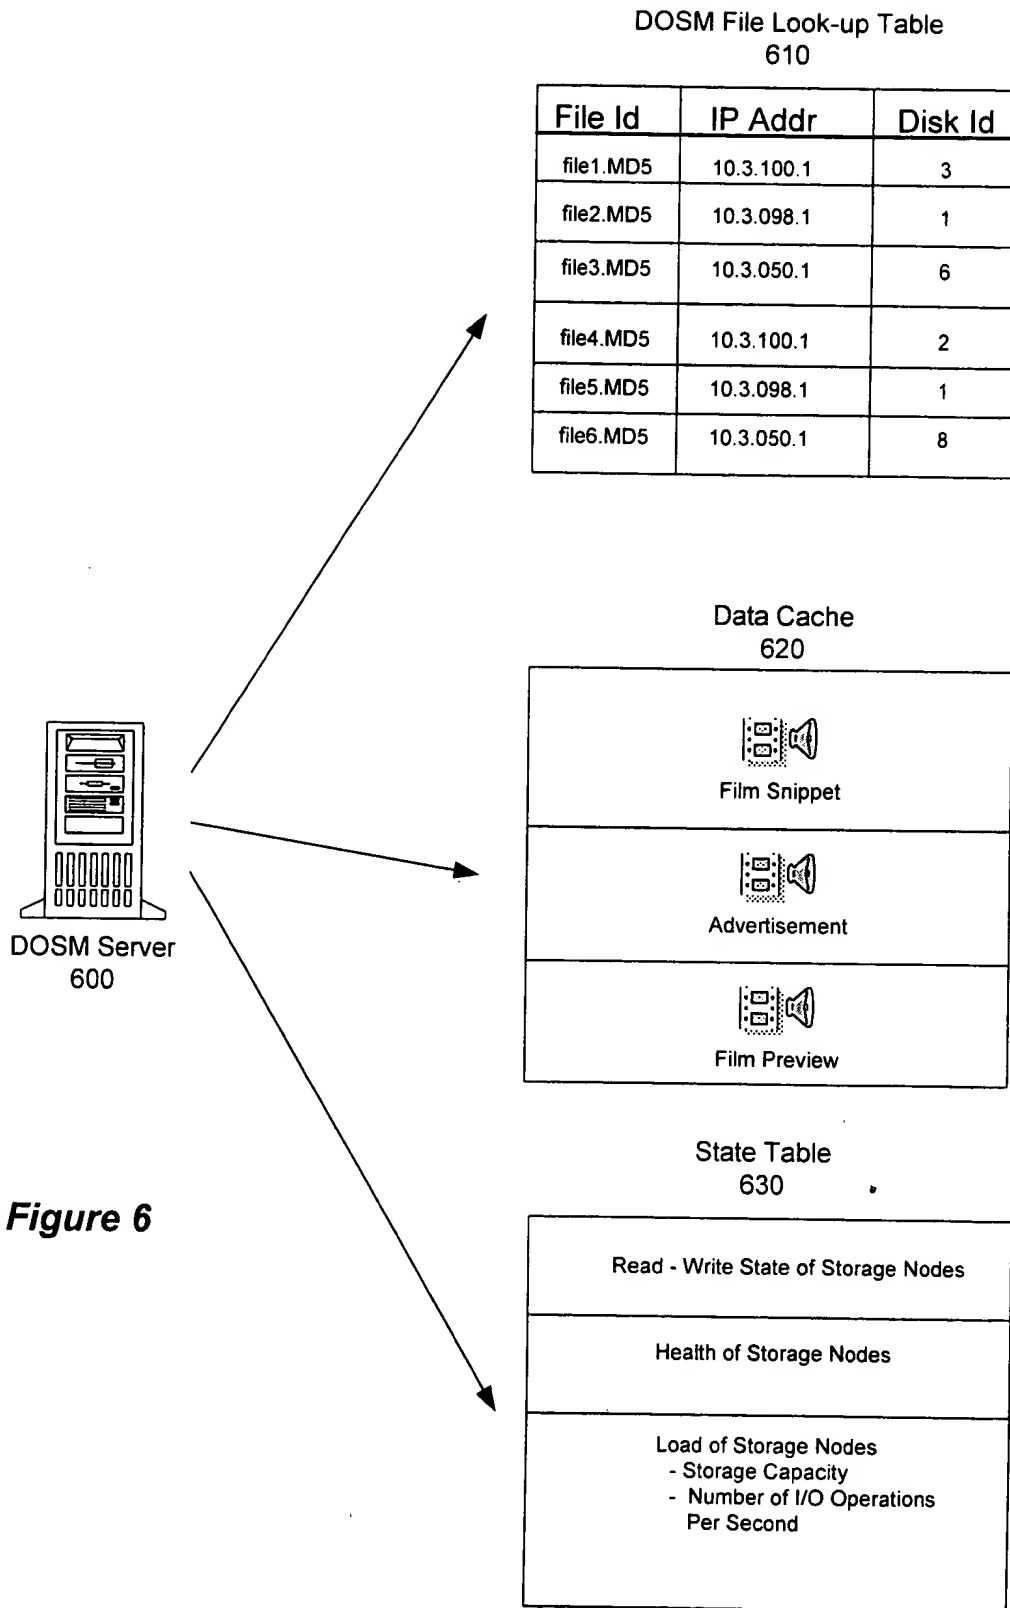 DOSM File Look-up Table
610
File Id IP Addr Disk Id
file1.MD5 10.3.100.1 3
file2.MD5 10.3.098.1 1
file3.MD5 10.3.050.1 6
file4.MD5 10.3.100.1 2
file5.MD5 10.3.098.1 1
file6.MD5 10.3.050.1 8
Data Cache
620
Film Snippet
Advertisement
Film Preview
DOSM Server
600
State Table
630
Read - Write State of Storage Nodes
Health of Storage Nodes
Load of Storage Nodes
- Storage Capacity
- Number of I/O Operations
Per Second
Figure 6